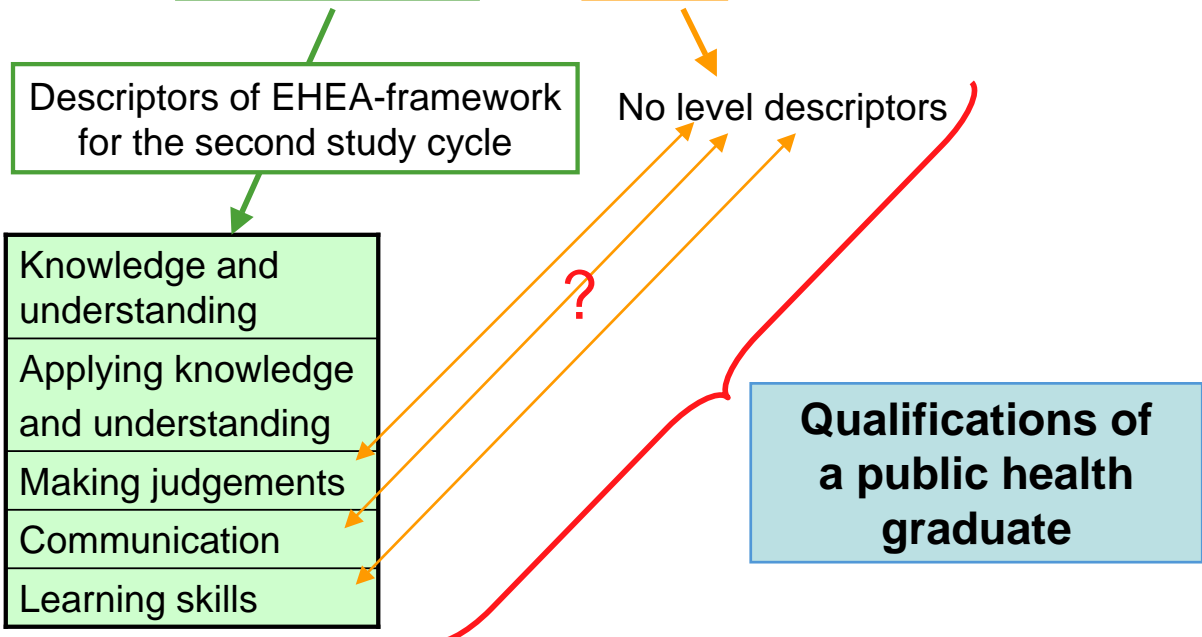 Descriptors of EHEA-framework
for the second study cycle
No level descriptors
Knowledge and
understanding
Applying knowledge
and understanding
Making judgements
Communication
Learning skills
?
Qualifications of
a public health
graduate